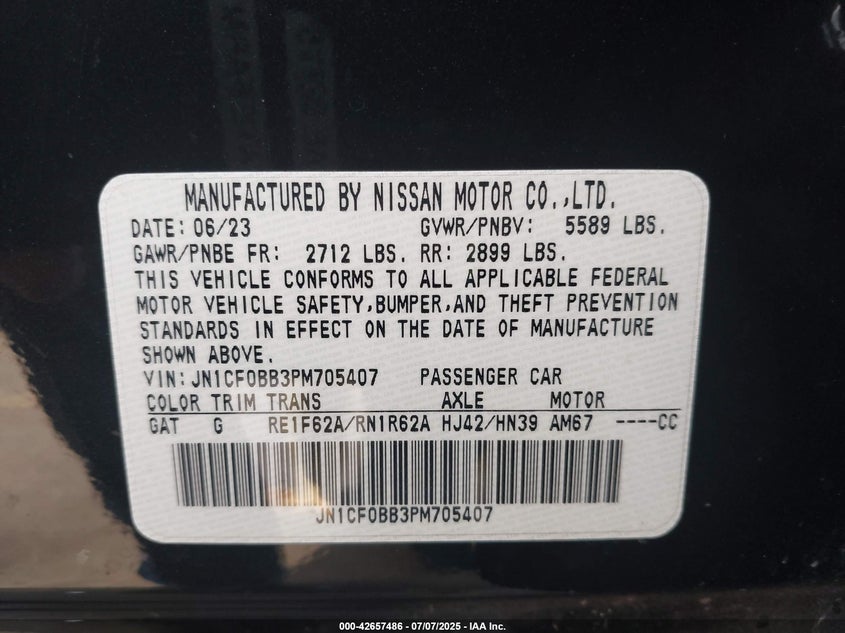 MANUFACTURED BY NISSAN MOTOR CO.,LTD.
DATE: 06/23 GVWR/PNBV: 5589 LBS.
GAWR/PNBE FR: 2712 LBS. RR: 2899 LBS.
THIS VEHICLE CONFORMS TO ALL APPLICABLE FEDERAL
MOTOR VEHICLE SAFETY,BUMPER,AND THEFT PREVENTION
STANDARDS IN EFFECT ON THE DATE OF MANUFACTURE
SHOWN ABOVE.
VIN: JN1CF0BB3PM705407 PASSENGER CAR
COLOR TRIM TRANS AXLE MOTOR
GAT G RE1F62A/RN1R62A HJ42/HN39 AM67 ----CC
JN1CF0BB3PM705407
000-42657486 | 07/07/2025 - IAA Inc.